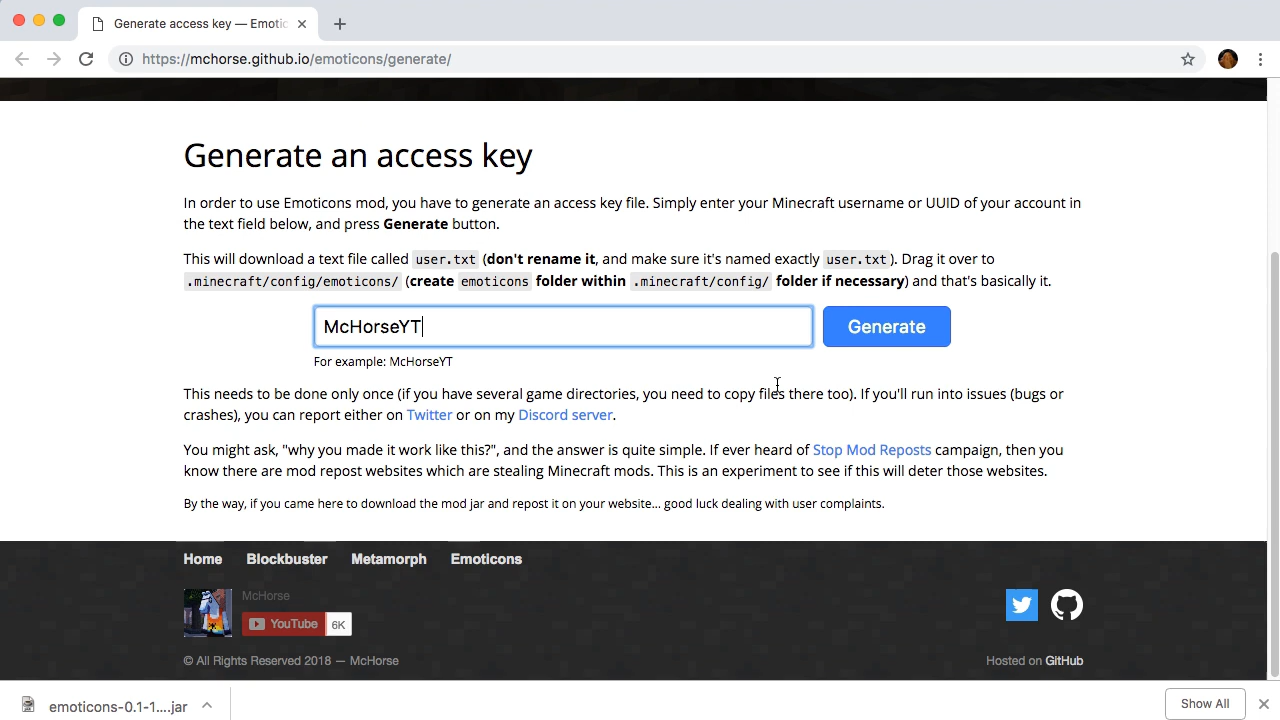 Generate access key — Emotic
https://mchorse.github.io/emoticons/generate/
Generate an access key
In order to use Emoticons mod, you have to generate an access key file. Simply enter your Minecraft username or UUID of your account in
the text field below, and press Generate button.
This will download a text file called user.txt (don't rename it, and make sure it's named exactly user.txt). Drag it over to
.minecraft/config/emoticons/ (create emoticons folder within .minecraft/config/ folder if necessary) and that's basically it.
McHorseYT
Generate
For example: McHorseYT
This needs to be done only once (if you have several game directories, you need to copy files there too). If you'll run into issues (bugs or
crashes), you can report either on Twitter or on my Discord server.
You might ask, "why you made it work like this?", and the answer is quite simple. If ever heard of Stop Mod Reposts campaign, then you
know there are mod repost websites which are stealing Minecraft mods. This is an experiment to see if this will deter those websites.
By the way, if you came here to download the mod jar and repost it on your website... good luck dealing with user complaints.
Home Blockbuster Metamorph Emoticons
McHorse
YouTube 6K
© All Rights Reserved 2018 — McHorse
Hosted on GitHub
emoticons-0.1-1....jar
Show All